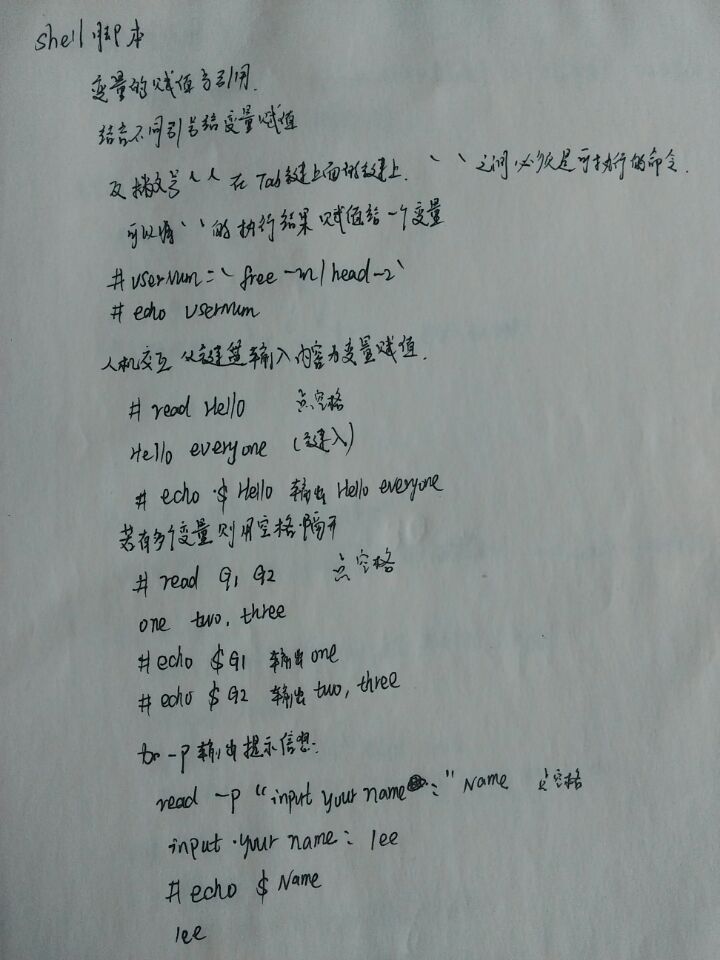 shell 脚本
变量的赋值与引用.
结合不同引号给变量赋值
反撇号 ` ` 在 Tab 键上面那键上. ` ` 之间必须是可执行的命令.
可以将 ` ` 的执行结果赋值给一个变量
# userNum = ` free -m | head -2 `
# echo userNum
人机交互 从键盘输入内容为变量赋值.
# read Hello 点空格
Hello everyone (键入)
# echo $ Hello 输出 Hello everyone
若有多个变量则用空格隔开
# read G1 G2 点空格
one two, three
# echo $G1 输出 one
# echo $G2 输出 two, three
加 -p 输出提示信息:
read -p "input your name : " Name 点空格
input your name : lee
# echo $ Name
lee